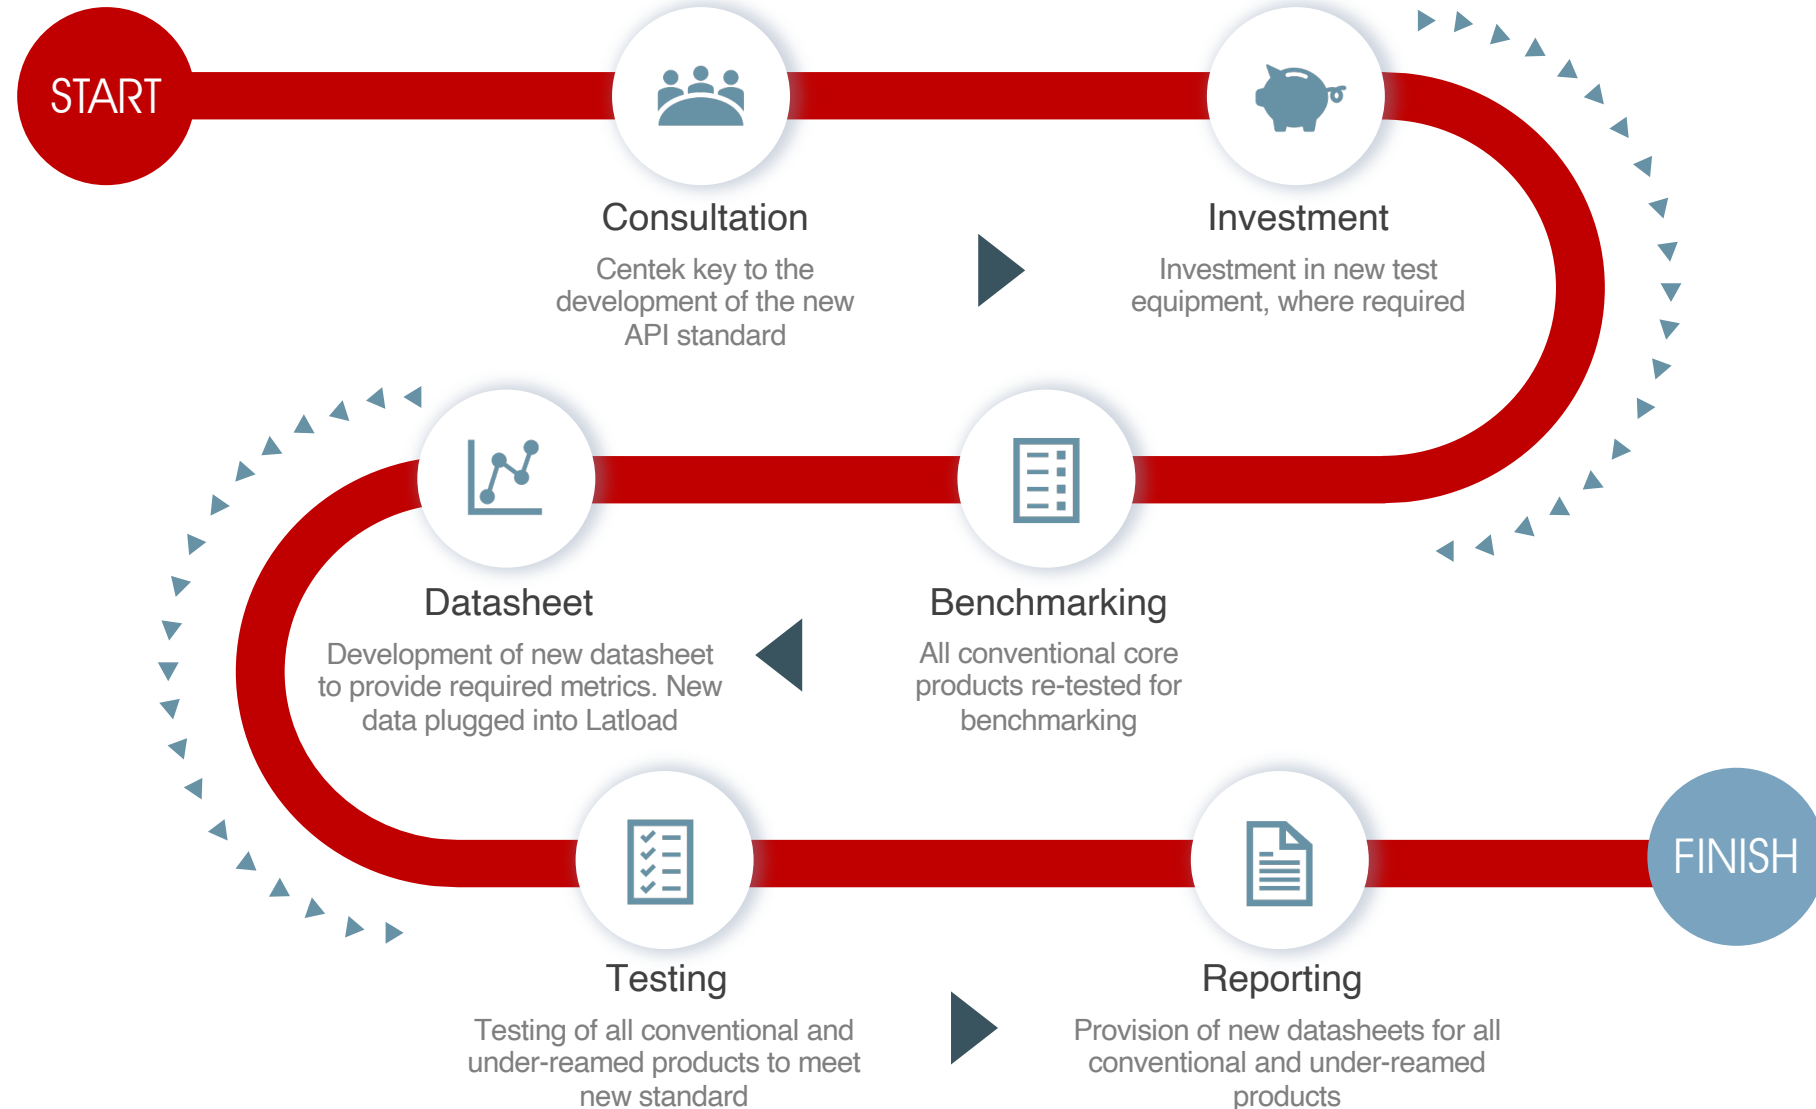 START
Consultation
Centek key to the
development of the new
API standard
Investment
Investment in new test
equipment, where required
Benchmarking
All conventional core
products re-tested for
benchmarking
Datasheet
Development of new datasheet
to provide required metrics. New
data plugged into Latload
Testing
Testing of all conventional and
under-reamed products to meet
new standard
Reporting
Provision of new datasheets for all
conventional and under-reamed
products
FINISH